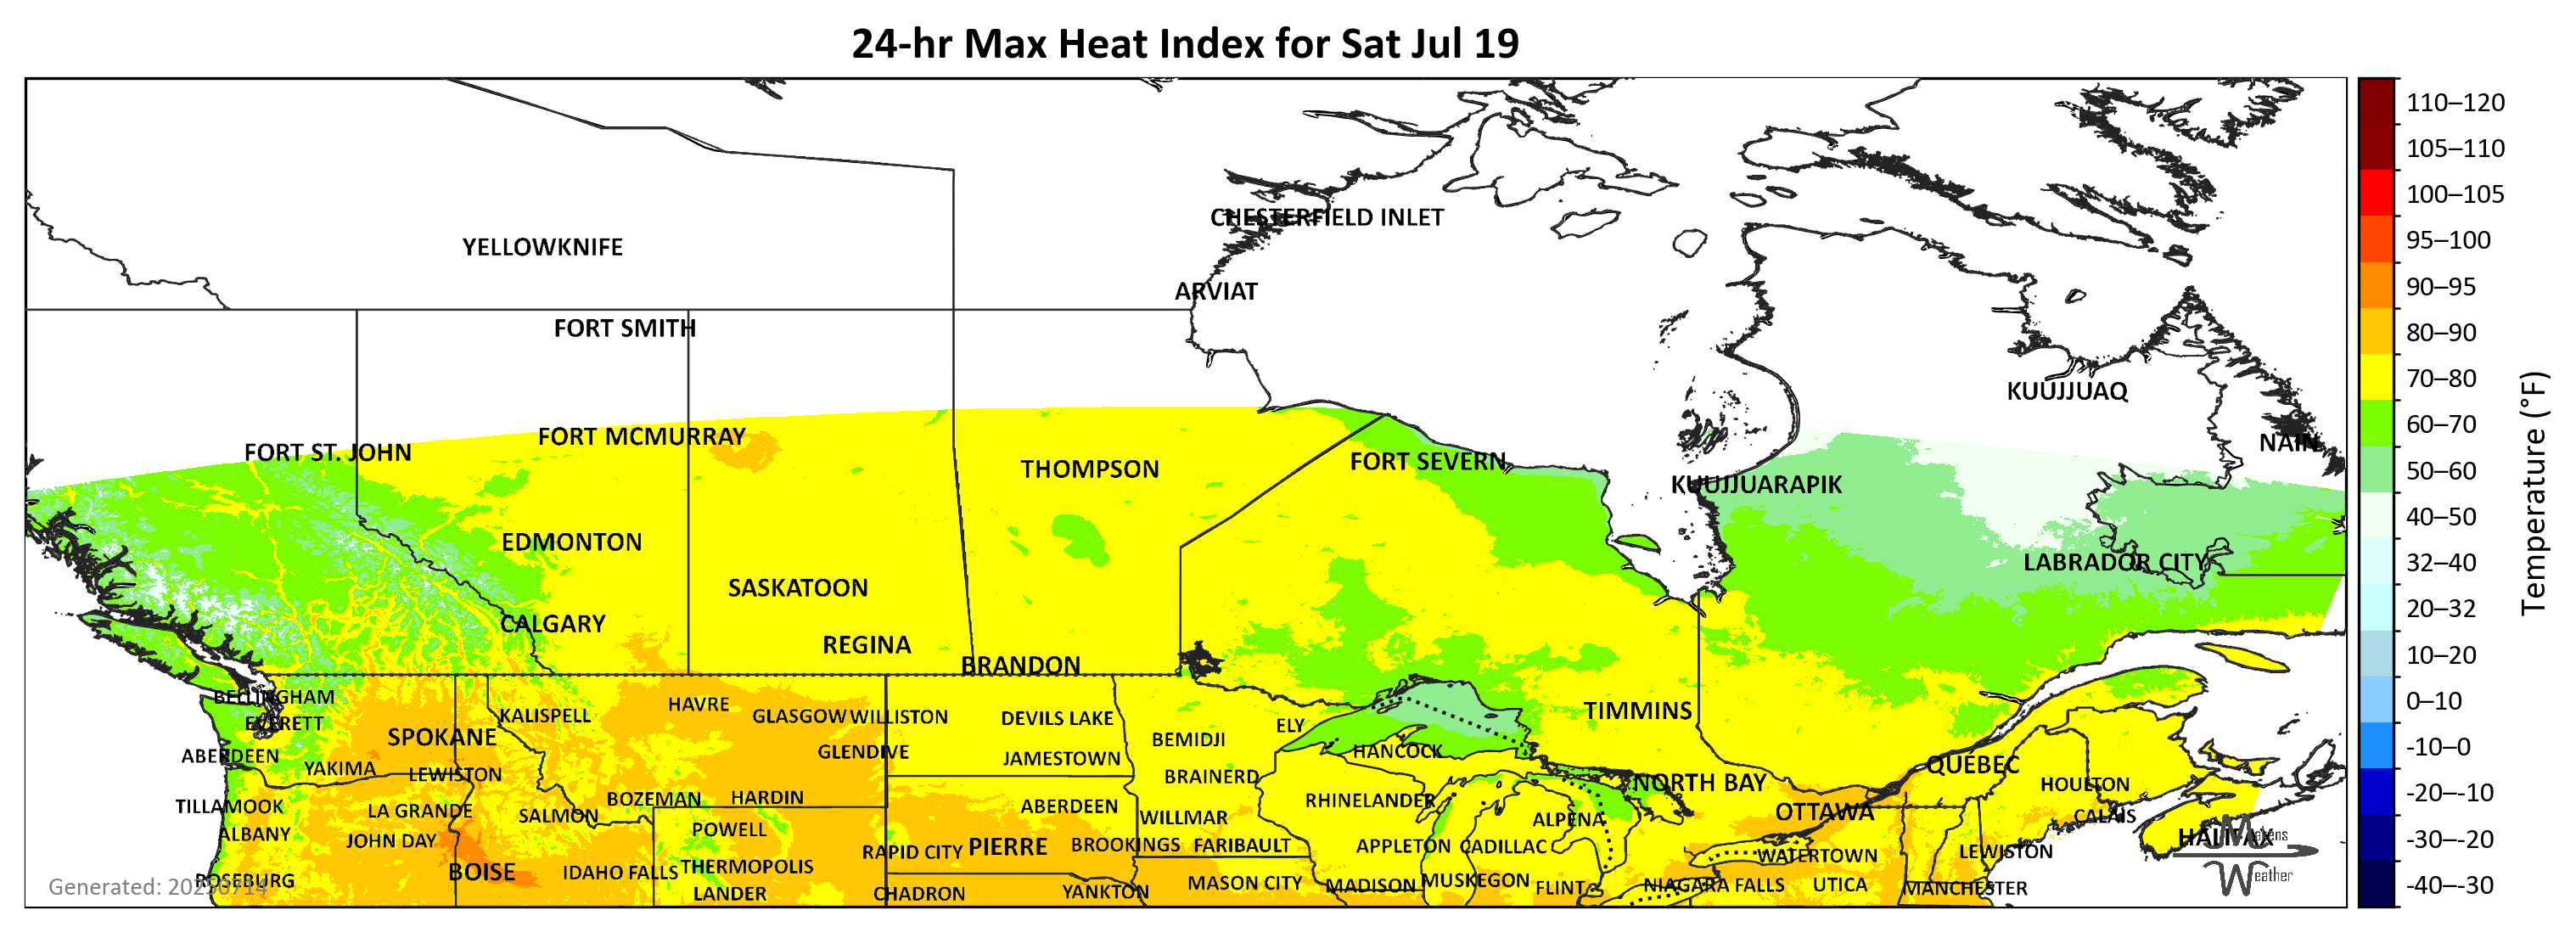 24-hr Max Heat Index for Sat Jul 19
CHESTERFIELD INLET
YELLOWKNIFE
ARVIAT
FORT SMITH
KUUJJUAQ
FORT MCMURRAY
NAIN
FORT ST. JOHN
THOMPSON
FORT SEVERN
KUUJJUARAPIK
EDMONTON
LABRADOR CITY
SASKATOON
CALGARY
REGINA
BRANDON
BELLINGHAM
HAVRE
KALISPELL
GLASGOW
WILLISTON
DEVILS LAKE
TIMMINS
EVERETT
ELY
SPOKANE
BEMIDJI
HANCOCK
GLENDIVE
ABERDEEN
JAMESTOWN
QUÉBEC
YAKIMA
LEWISTON
BRAINERD
NORTH BAY
HOULTON
BOZEMAN
HARDIN
RHINELANDER
TILLAMOOK
LA GRANDE
SALMON
ABERDEEN
WILLMAR
OTTAWA
CALAIS
ALPENA
ALBANY
JOHN DAY
POWELL
HALIFAX
RAPID CITY
PIERRE
BROOKINGS
FARIBAULT
APPLETON
CADILLAC
WATERTOWN
LEWISTON
BOISE
IDAHO FALLS
THERMOPOLIS
ROSEBURG
MASON CITY
MADISON
MUSKEGON
FLINT
NIAGARA FALLS
UTICA
MANCHESTER
LANDER
CHADRON
YANKTON
Generated: 20250714
Weather
110–120
105–110
100–105
95–100
90–95
80–90
70–80
60–70
50–60
40–50
32–40
20–32
10–20
0–10
-10–0
-20–-10
-30–-20
-40–-30
Temperature (°F)